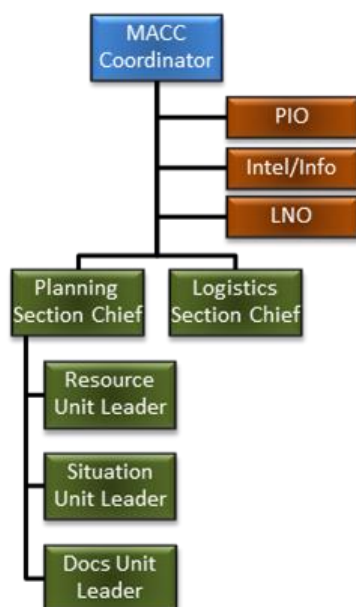 MACC
Coordinator
PIO
Intel/Info
LNO
Planning
Section Chief
Logistics
Section Chief
Resource
Unit Leader
Situation
Unit Leader
Docs Unit
Leader